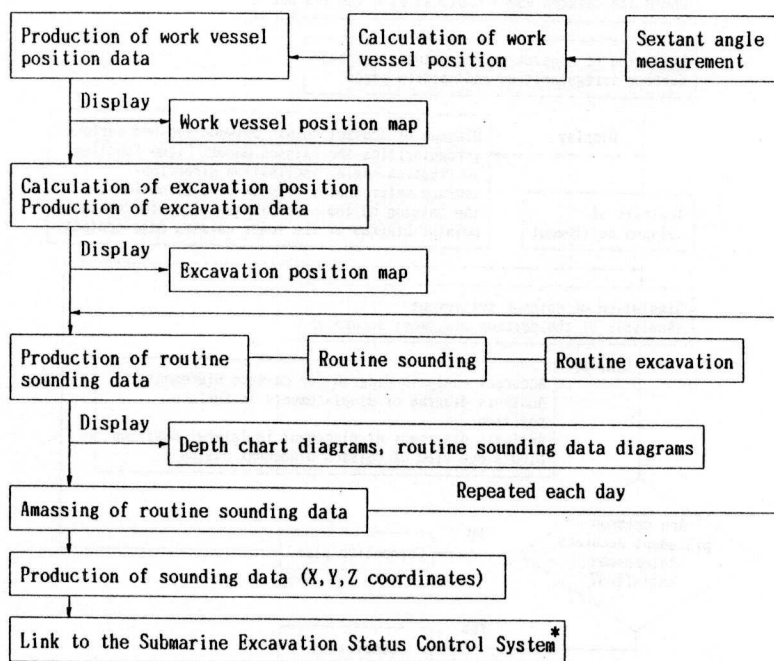 Production of work vessel
position data
Calculation of work
vessel position
Sextant angle
measurement
Display
Work vessel position map
Calculation of excavation position
Production of excavation data
Display
Excavation position map
Production of routine
sounding data
Routine sounding
Routine excavation
Display
Depth chart diagrams, routine sounding data diagrams
Repeated each day
Amassing of routine sounding data
Production of sounding data (X,Y,Z coordinates)
Link to the Submarine Excavation Status Control System*